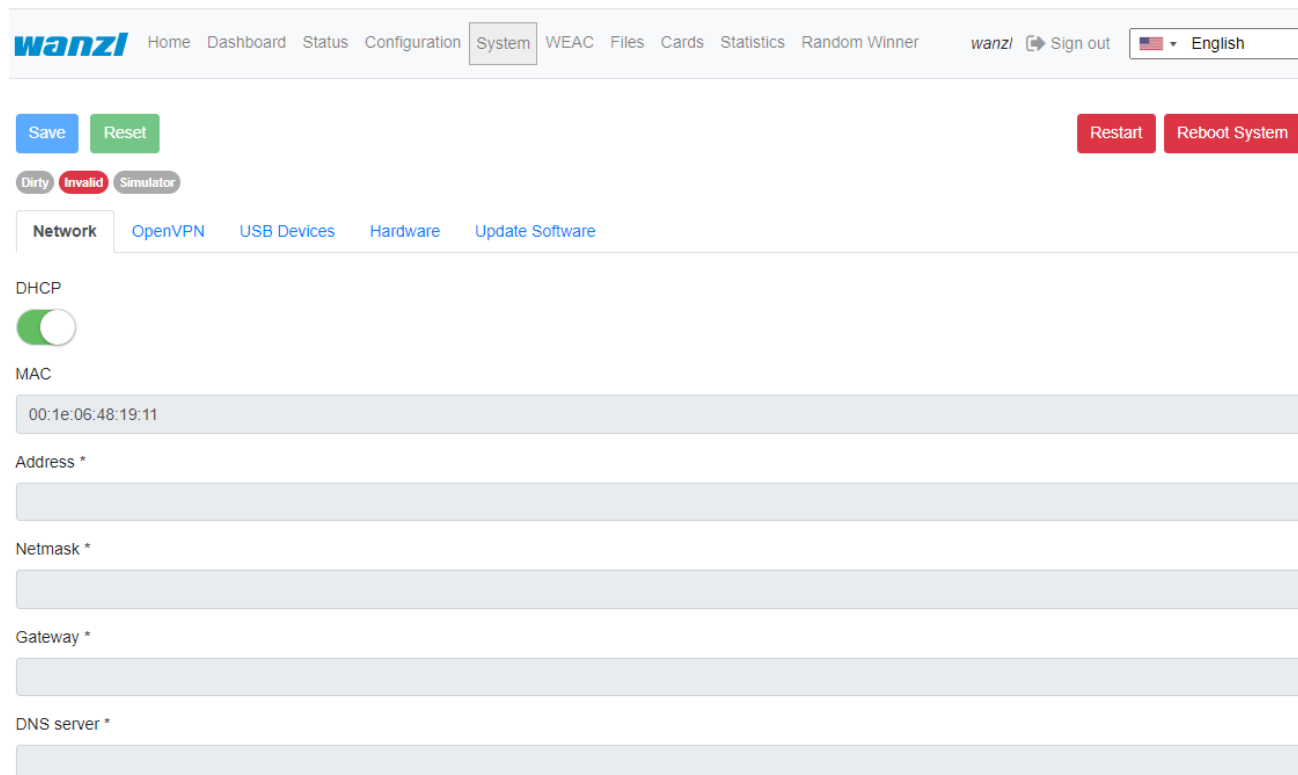 wanzl Home Dashboard Status Configuration System WEAC Files Cards Statistics Random Winner wanzl Sign out English
Save Reset Restart Reboot System
Dirty Invalid Simulator
Network OpenVPN USB Devices Hardware Update Software
DHCP
MAC
00:1e:06:48:19:11
Address *
Netmask *
Gateway *
DNS server *